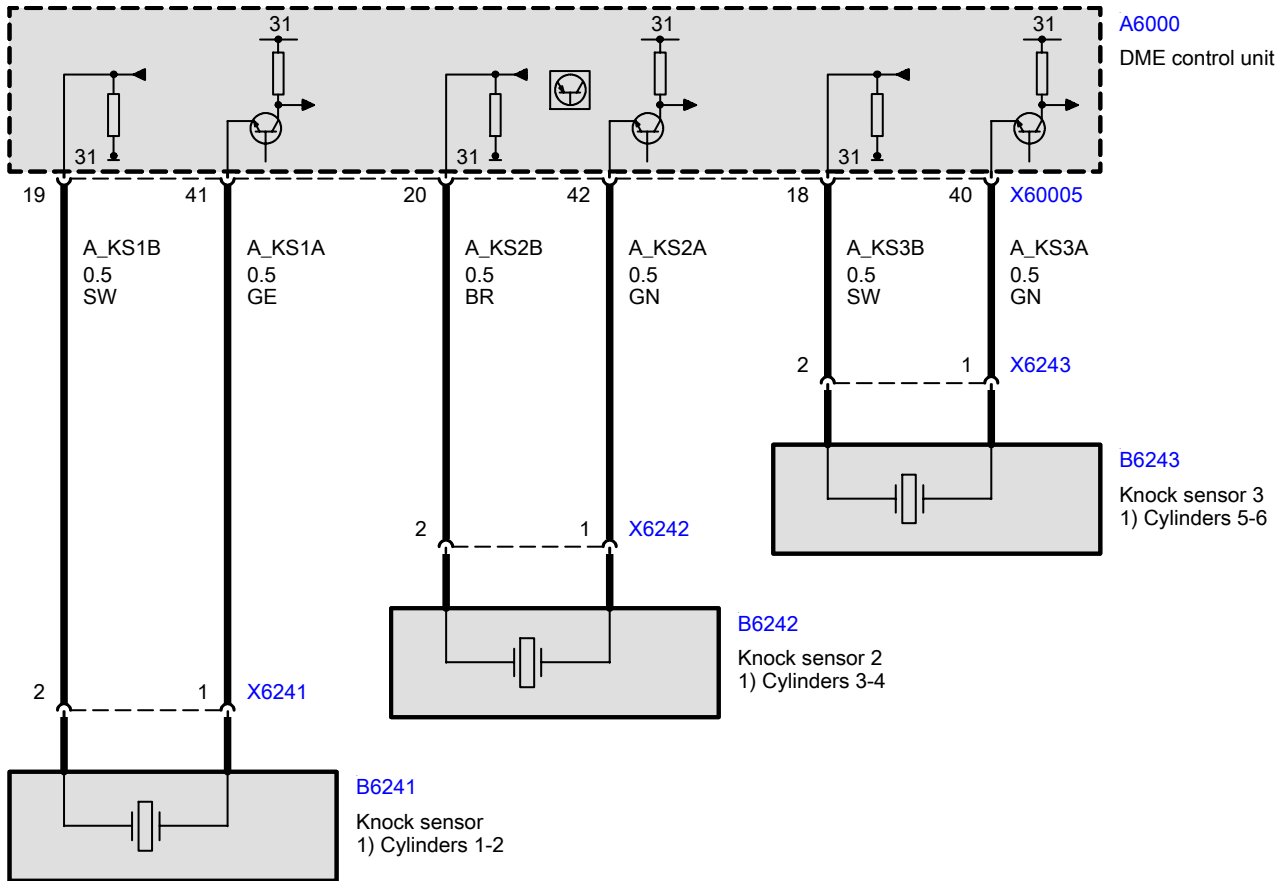 31
31
31
A6000
DME control unit
31
31
31
19
41
20
42
18
40
X60005
A_KS1B
0.5
SW
A_KS1A
0.5
GE
A_KS2B
0.5
BR
A_KS2A
0.5
GN
A_KS3B
0.5
SW
A_KS3A
0.5
GN
2
1
X6243
B6243
Knock sensor 3
1) Cylinders 5-6
2
1
X6242
B6242
Knock sensor 2
1) Cylinders 3-4
2
1
X6241
B6241
Knock sensor
1) Cylinders 1-2